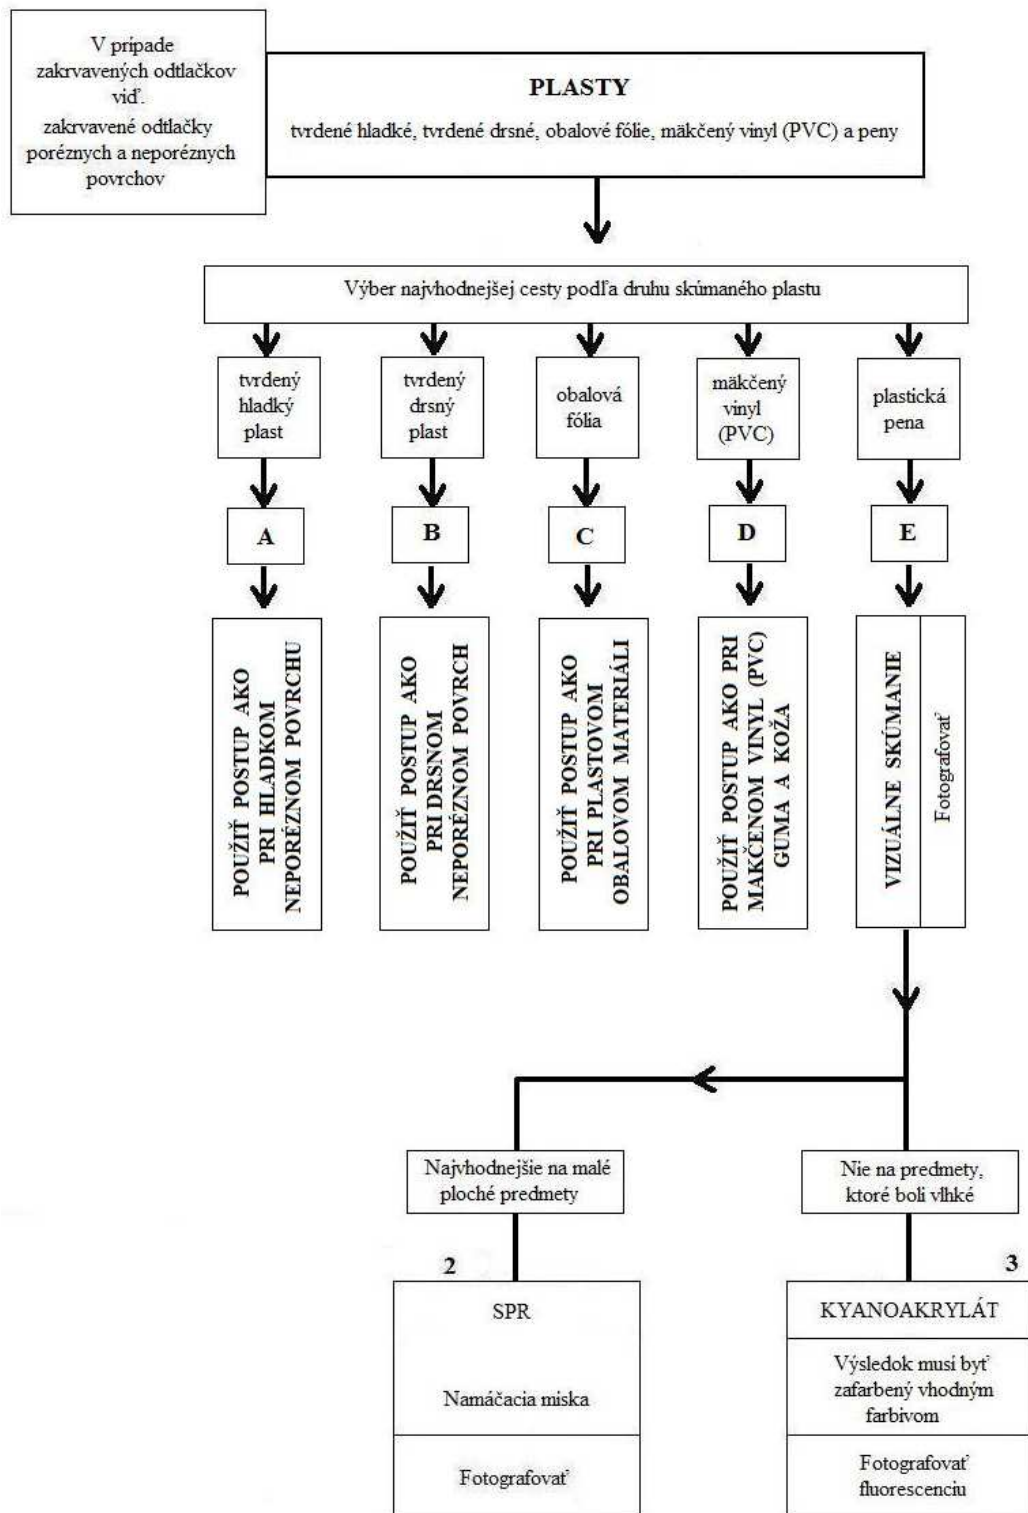 V prípade
zakrvavených odtlačkov
viď.
zakrvavené odtlačky
poréznych a neporéznych
povrchov
PLASTY
tvrdené hladké, tvrdené drsné, obalové fólie, mäkčený vinyl (PVC) a peny
Výber najvhodnejšej cesty podľa druhu skúmaného plastu
tvrdený
hladký
plast
tvrdený
drsný
plast
obalová
fólia
mäkčený
vinyl
(PVC)
plastická
pena
A
B
C
D
E
POUŽIŤ POSTUP AKO
PRI HLADKOM
NEPORÉZNOM POVRCHU
POUŽIŤ POSTUP AKO
PRI DRSNOM
NEPORÉZNOM POVRCH
POUŽIŤ POSTUP AKO
PRI PLASTOVOM
OBALOVOM MATERIÁLI
POUŽIŤ POSTUP AKO PRI
MAKČENOM VINYL (PVC)
GUMA A KOŽA
VIZUÁLNE SKÚMANIE
Fotografovať
Najvhodnejšie na malé
ploché predmety
Nie na predmety,
ktoré boli vlhké
2
SPR
Namáčacia miska
Fotografovať
3
KYANOAKRYLÁT
Výsledok musí byť
zafarbený vhodným
farbivom
Fotografovať
fluorescenciu